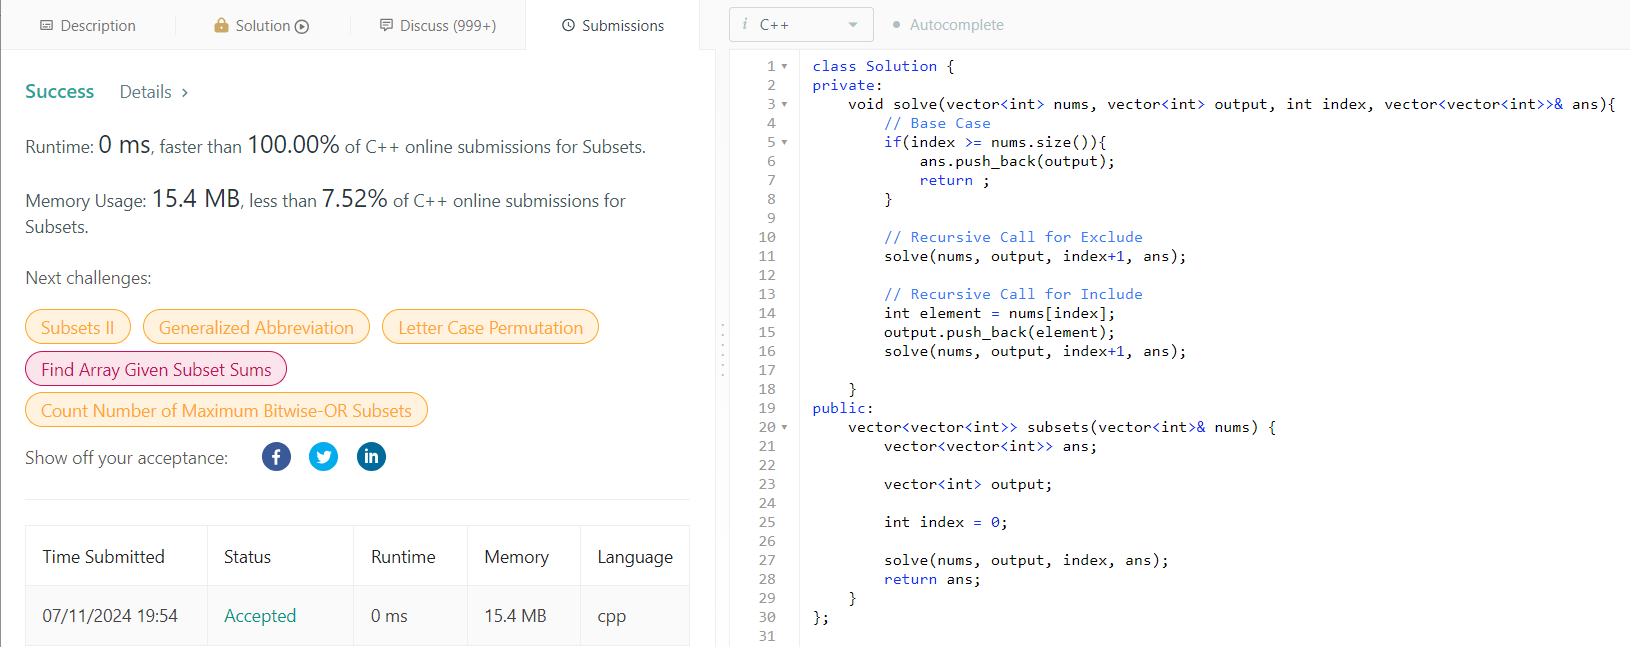 Description
Solution
Discuss (999+)
Submissions
Success
Details >
Runtime: 0 ms, faster than 100.00% of C++ online submissions for Subsets.
Memory Usage: 15.4 MB, less than 7.52% of C++ online submissions for
Subsets.
Next challenges:
Subsets II
Generalized Abbreviation
Letter Case Permutation
Find Array Given Subset Sums
Count Number of Maximum Bitwise-OR Subsets
Show off your acceptance:
f
in
Time Submitted Status Runtime Memory Language
07/11/2024 19:54 Accepted 0 ms 15.4 MB cpp
i C++
Autocomplete
1 class Solution {
2 private:
3     void solve(vector<int> nums, vector<int> output, int index, vector<vector<int>>& ans){
4         // Base Case
5         if(index >= nums.size()){
6             ans.push_back(output);
7             return ;
8         }
9
10         // Recursive Call for Exclude
11         solve(nums, output, index+1, ans);
12
13         // Recursive Call for Include
14         int element = nums[index];
15         output.push_back(element);
16         solve(nums, output, index+1, ans);
17
18     }
19 public:
20     vector<vector<int>> subsets(vector<int>& nums) {
21         vector<vector<int>> ans;
22
23         vector<int> output;
24
25         int index = 0;
26
27         solve(nums, output, index, ans);
28         return ans;
29     }
30 };
31